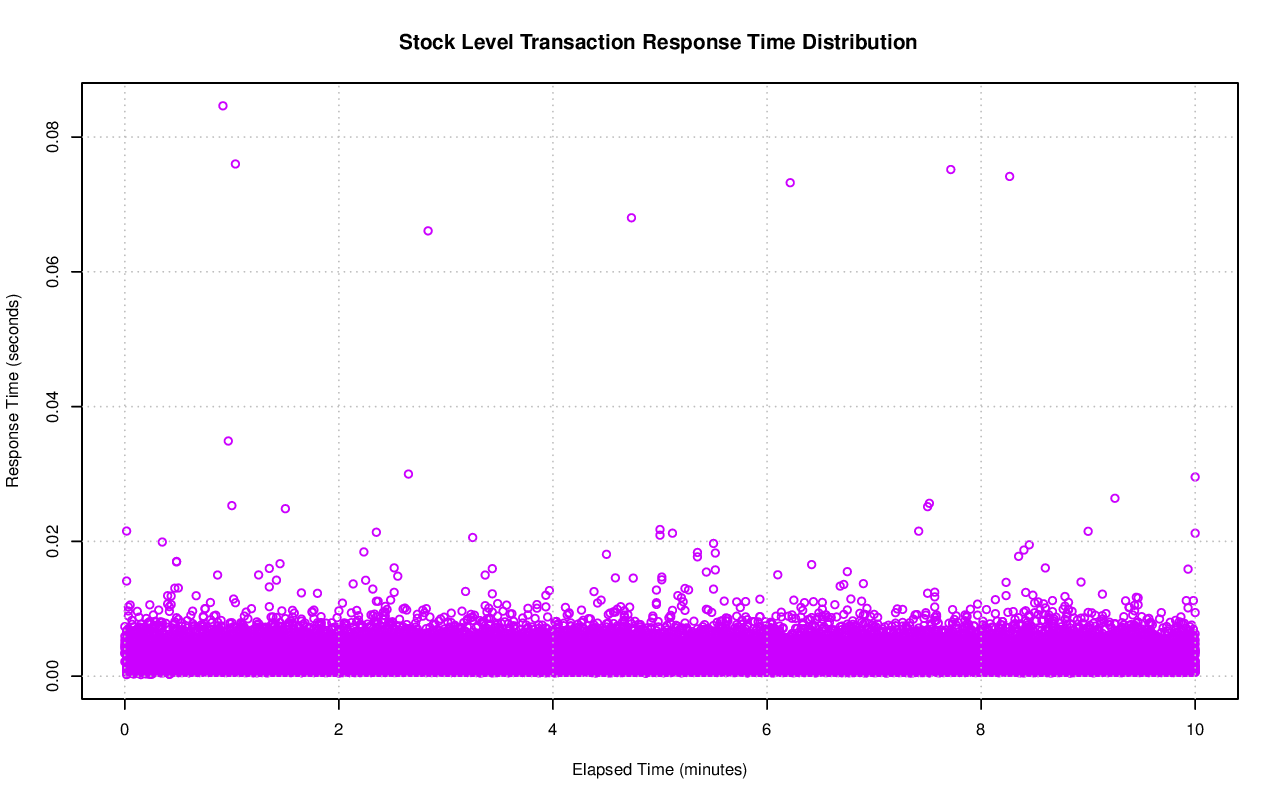 Stock Level Transaction Response Time Distribution
Response Time (seconds)
0.08
0.06
0.04
0.02
0.00
0 2 4 6 8 10
Elapsed Time (minutes)